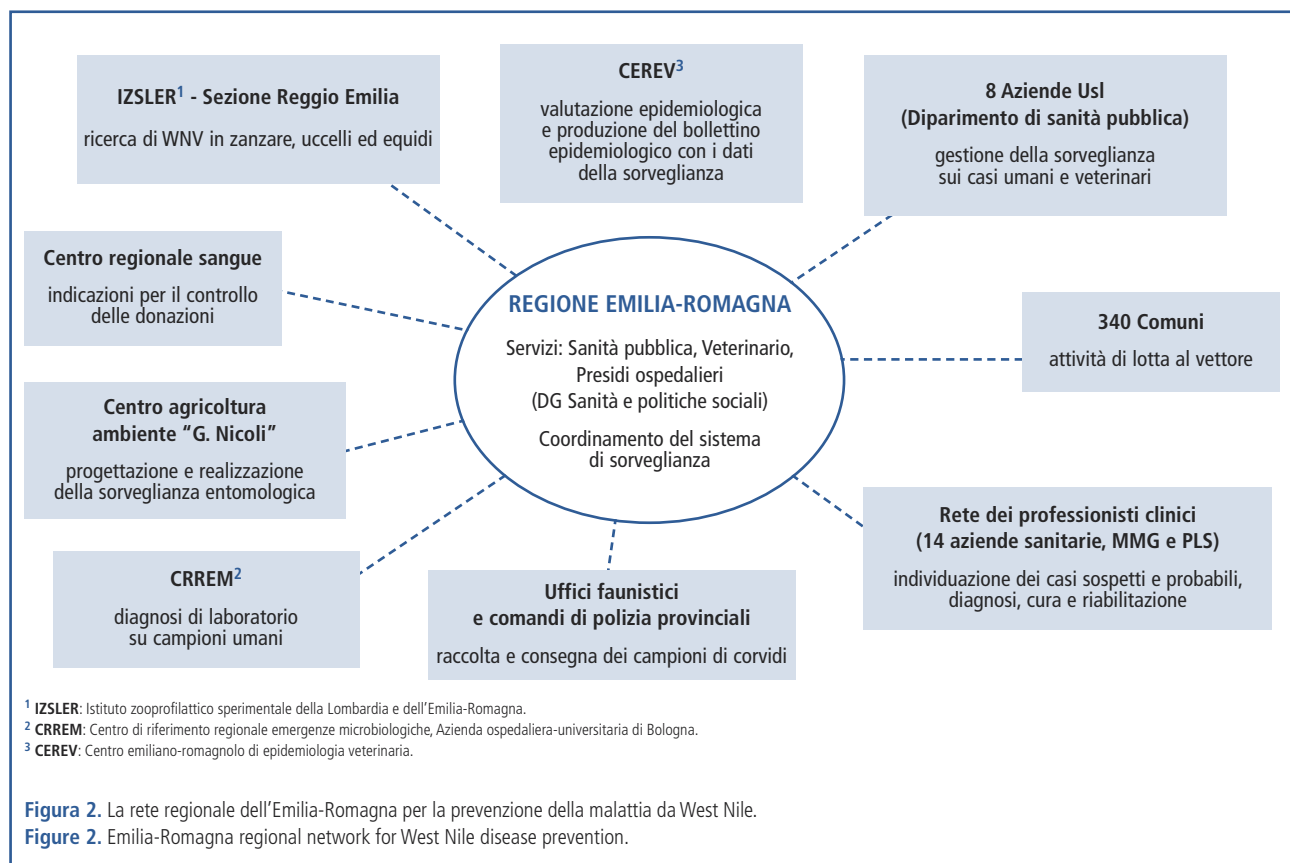 IZSLER¹ - Sezione Reggio Emilia
ricerca di WNV in zanzare, uccelli ed equidi
CEREV³
valutazione epidemiologica
e produzione del bollettino
epidemiologico con i dati
della sorveglianza
8 Aziende Usl
(Diparimento di sanità pubblica)
gestione della sorveglianza
sui casi umani e veterinari
Centro regionale sangue
indicazioni per il controllo
delle donazioni
REGIONE EMILIA-ROMAGNA
Servizi: Sanità pubblica, Veterinario,
Presidi ospedalieri
(DG Sanità e politiche sociali)
Coordinamento del sistema
di sorveglianza
340 Comuni
attività di lotta al vettore
Centro agricoltura
ambiente “G. Nicoli”
progettazione e realizzazione
della sorveglianza entomologica
Rete dei professionisti clinici
(14 aziende sanitarie, MMG e PLS)
individuazione dei casi sospetti e probabili,
diagnosi, cura e riabilitazione
CRREM²
diagnosi di laboratorio
su campioni umani
Uffici faunistici
e comandi di polizia provinciali
raccolta e consegna dei campioni di corvidi
¹ IZSLER: Istituto zooprofilattico sperimentale della Lombardia e dell’Emilia-Romagna.
² CRREM: Centro di riferimento regionale emergenze microbiologiche, Azienda ospedaliera-universitaria di Bologna.
³ CEREV: Centro emiliano-romagnolo di epidemiologia veterinaria.
Figura 2. La rete regionale dell’Emilia-Romagna per la prevenzione della malattia da West Nile.
Figure 2. Emilia-Romagna regional network for West Nile disease prevention.